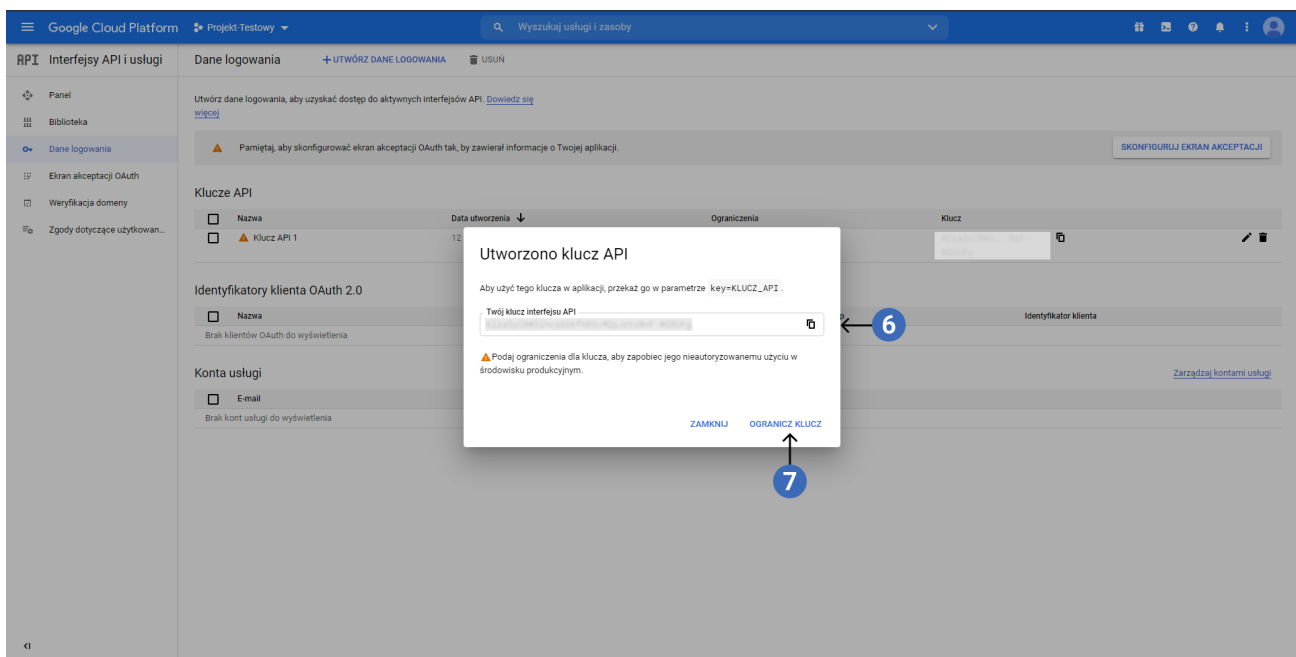 Google Cloud Platform
Projekt-Testowy
Wyszukaj usługi i zasoby
API Interfejsy API i usługi
Dane logowania
+ UTWÓRZ DANE LOGOWANIA
USUŃ
Panel
Biblioteka
Dane logowania
Ekran akceptacji OAuth
Weryfikacja domeny
Zgody dotyczące użytkowan...
Utwórz dane logowania, aby uzyskać dostęp do aktywnych interfejsów API. Dowiedz się
więcej
Pamiętaj, aby skonfigurować ekran akceptacji OAuth tak, by zawierał informacje o Twojej aplikacji.
SKONFIGURUJ EKRAN AKCEPTACJI
Klucze API
Nazwa Data utworzenia Ograniczenia Klucz
Klucz API 1 12
Identyfikatory klienta OAuth 2.0
Nazwa Identyfikator klienta
Brak klientów OAuth do wyświetlenia
Konta usługi
Zarządzaj kontami usługi
E-mail
Brak kont usługi do wyświetlenia
Utworzono klucz API
Aby użyć tego klucza w aplikacji, przekaż go w parametrze key=KLUCZ_API.
Twój klucz interfejsu API
6
Podaj ograniczenia dla klucza, aby zapobiec jego nieautoryzowanemu użyciu w
środowisku produkcyjnym.
ZAMKNIJ OGRANICZ KLUCZ
7